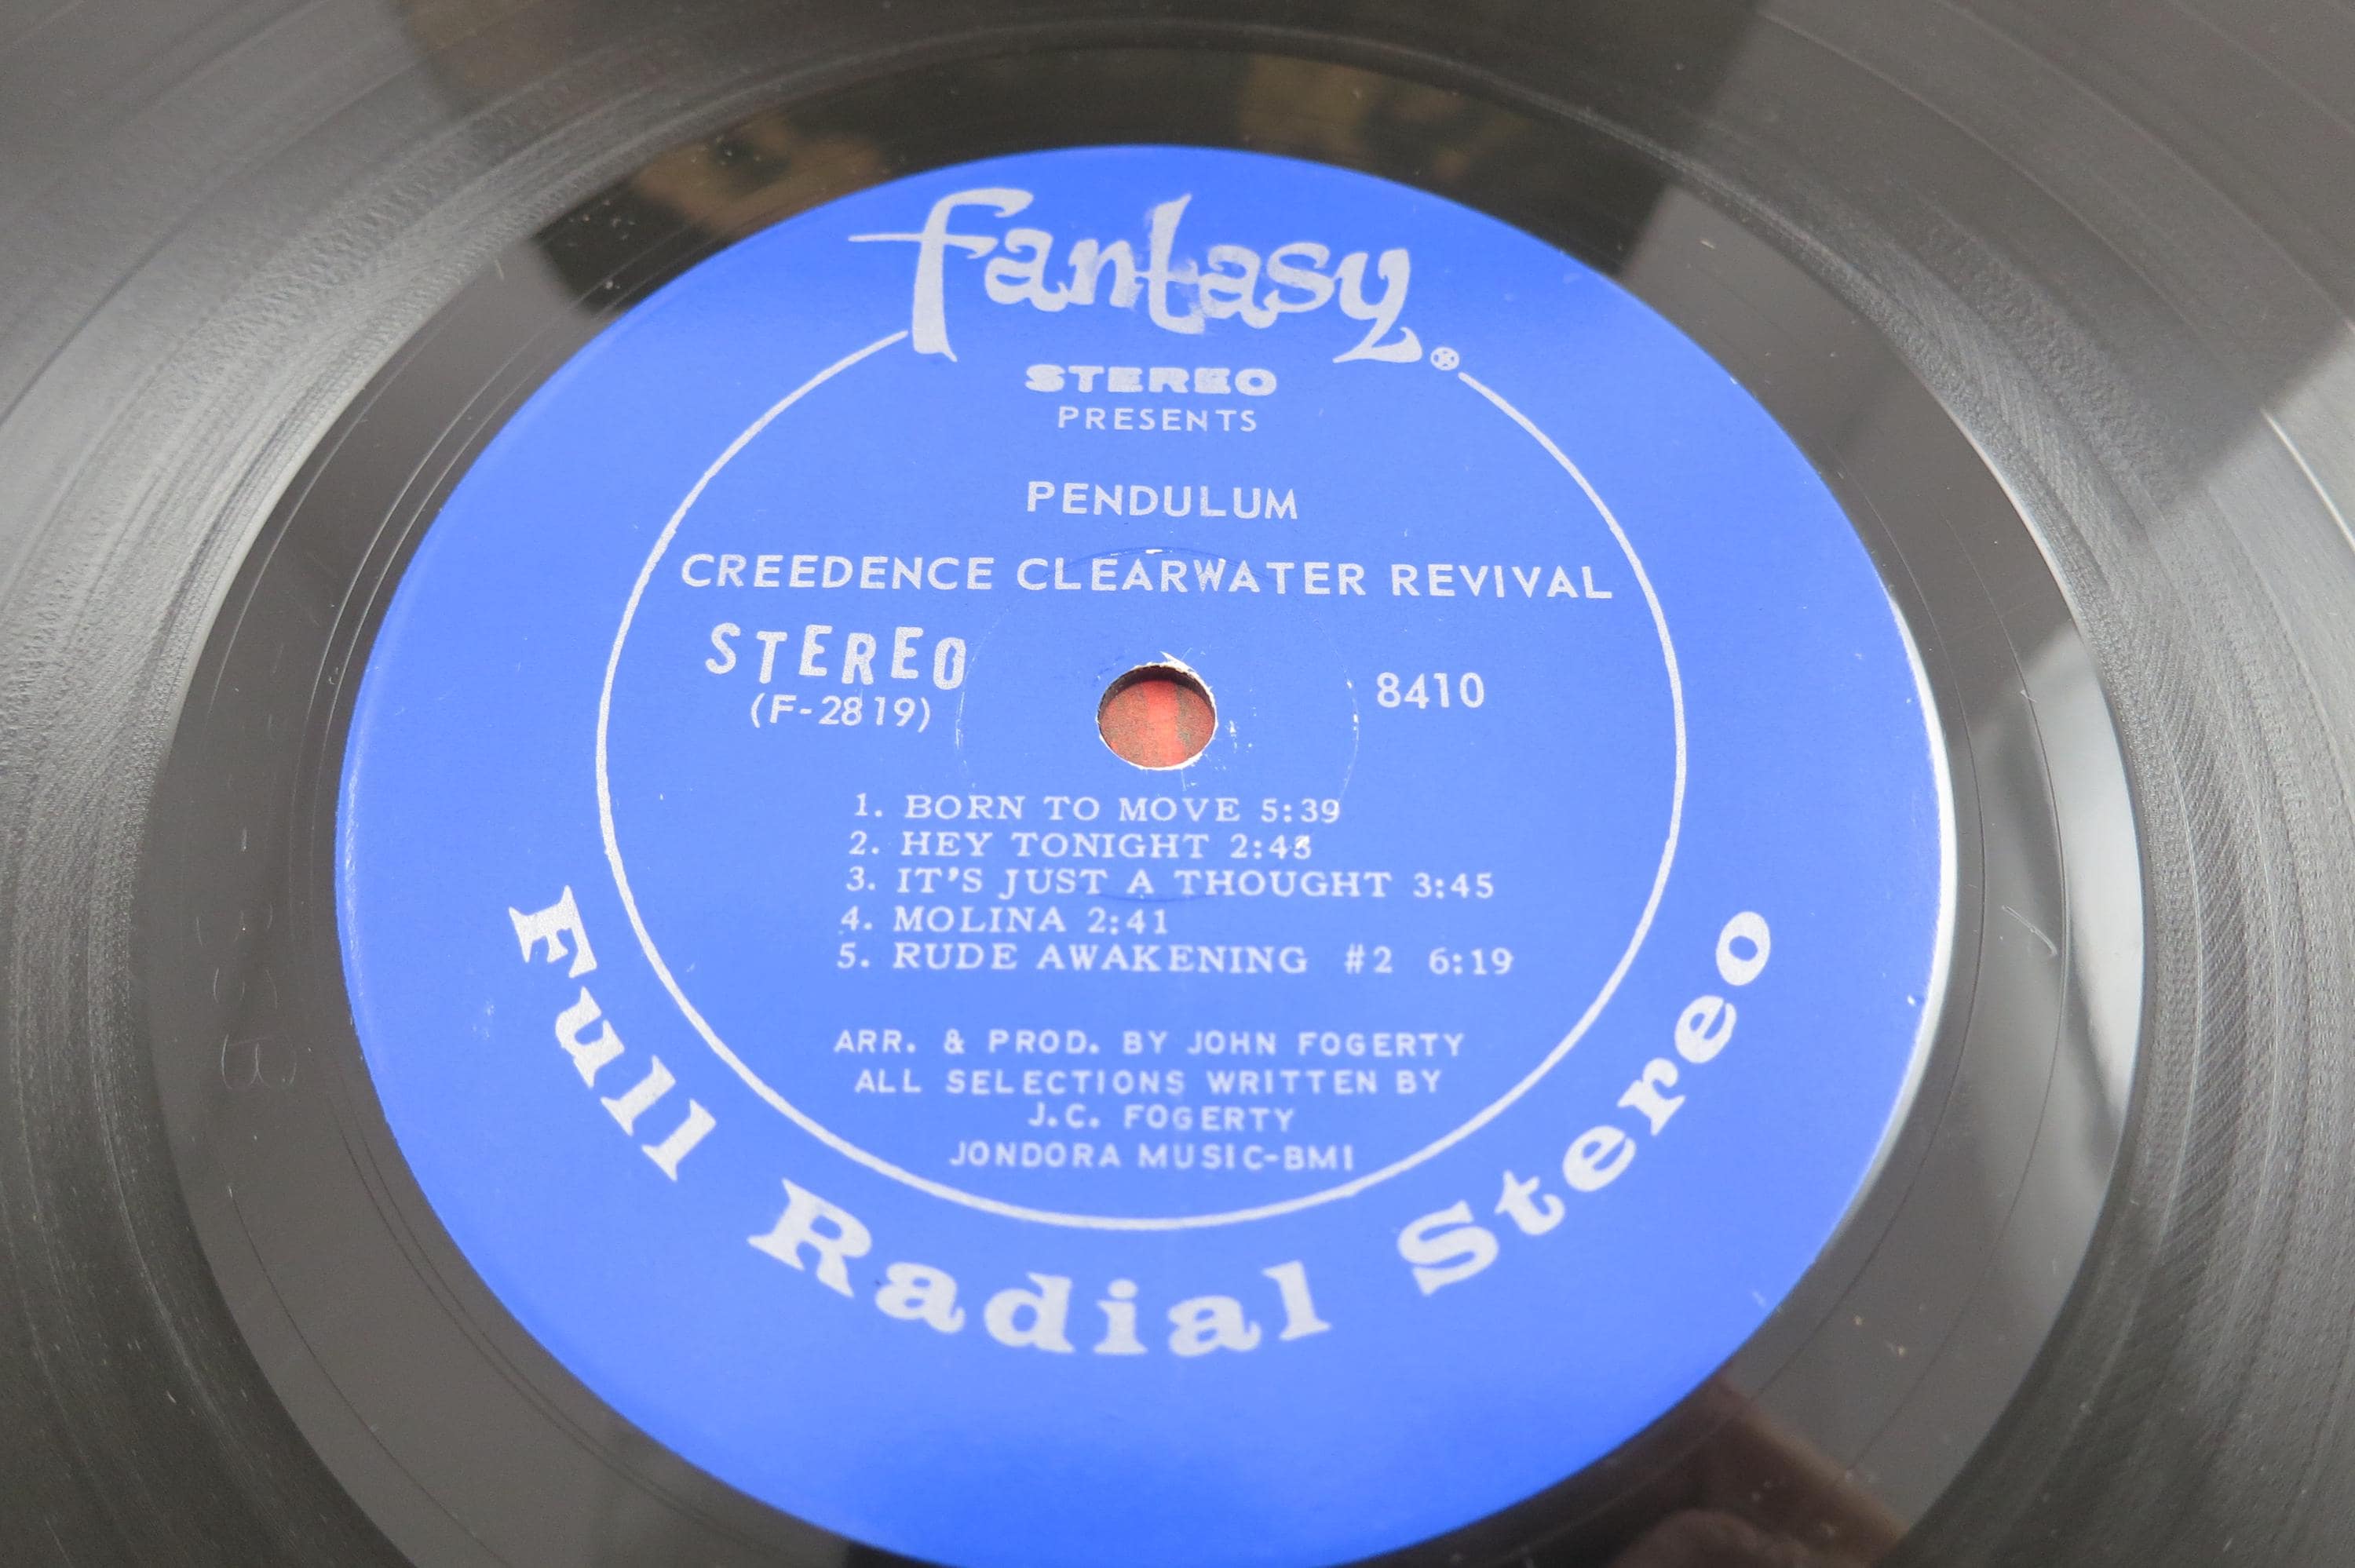 fantasy
STEREO
PRESENTS
PENDULUM
CREEDENCE CLEARWATER REVIVAL
STEREO
(F-2819)
8410
1. BORN TO MOVE 5:39
2. HEY TONIGHT
3. IT'S JUST A THOUGHT 3:45
4. MOLINA 2:41
5. RUDE AWAKENING #2 6:19
ARR. & PROD. BY JOHN FOGERTY
ALL SELECTIONS WRITTEN BY
J.C. FOGERTY
JONDORA MUSIC-BMI
Full Radial Stereo